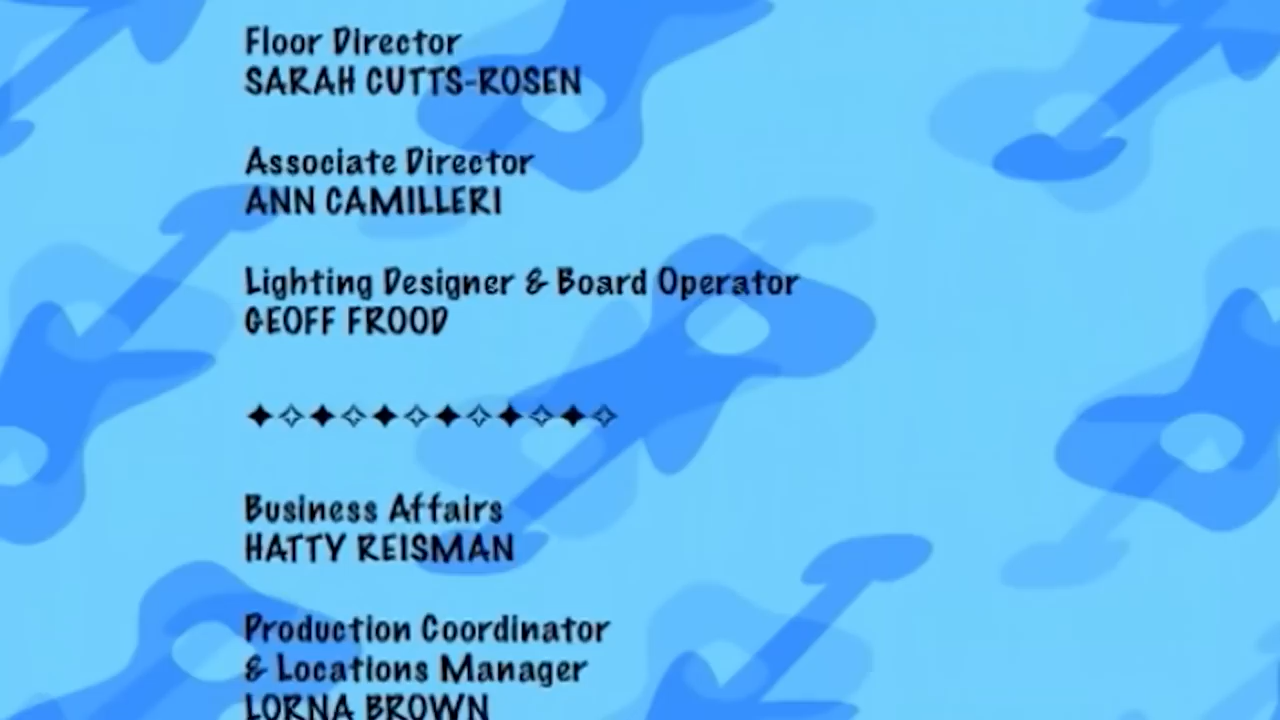 Floor Director
SARAH CUTTS-ROSEN
Associate Director
ANN CAMILLERI
Lighting Designer & Board Operator
GEOFF FROOD
✦✧✦✧✦✧✦✧✦✧✦✧
Business Affairs
HATTY REISMAN
Production Coordinator
& Locations Manager
LORNA BROWN